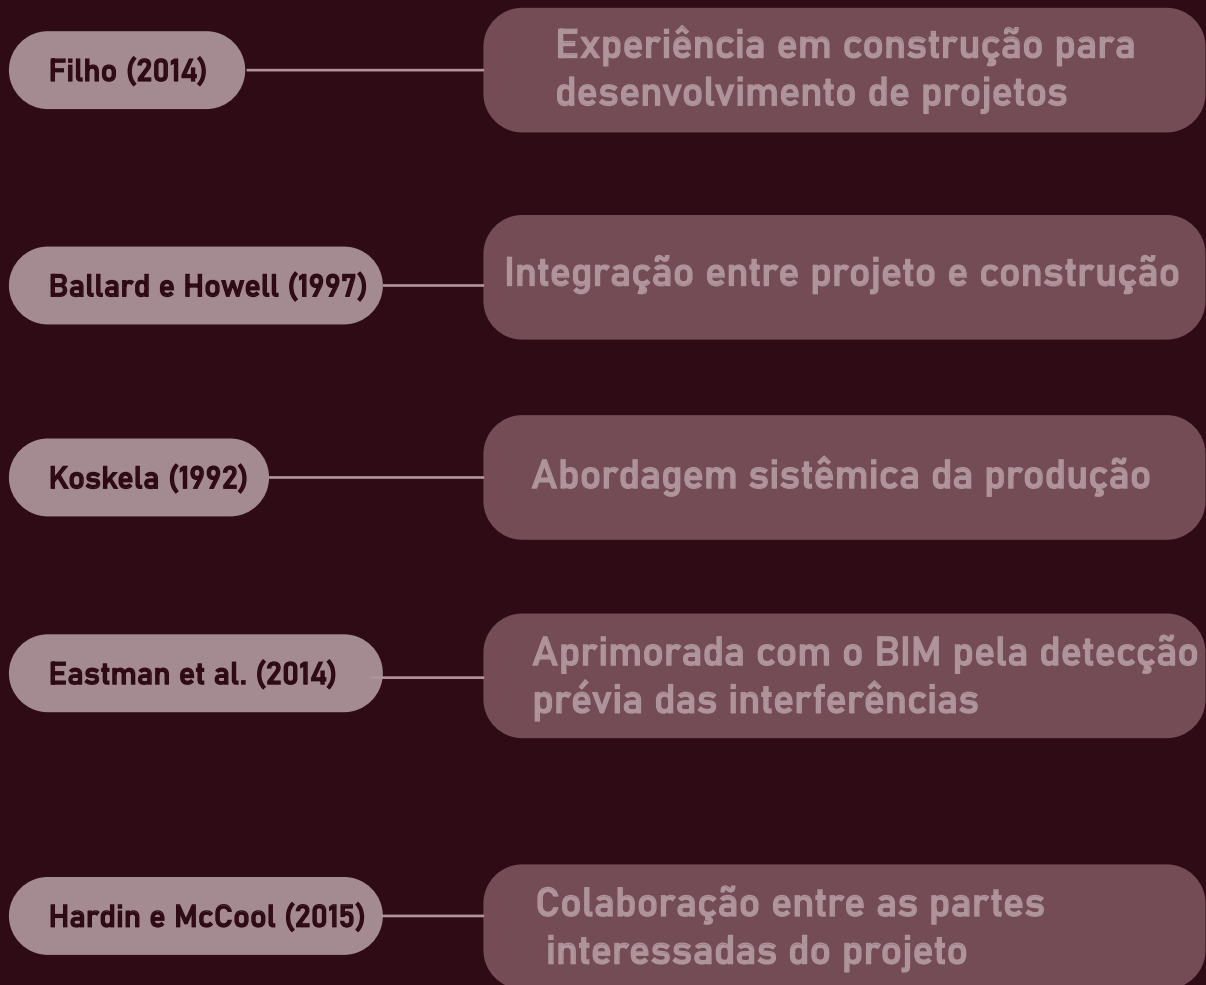 Filho (2014)
Experiência em construção para
desenvolvimento de projetos
Ballard e Howell (1997)
Integração entre projeto e construção
Koskela (1992)
Abordagem sistêmica da produção
Eastman et al. (2014)
Aprimorada com o BIM pela detecção
prévia das interferências
Hardin e McCool (2015)
Colaboração entre as partes
interessadas do projeto